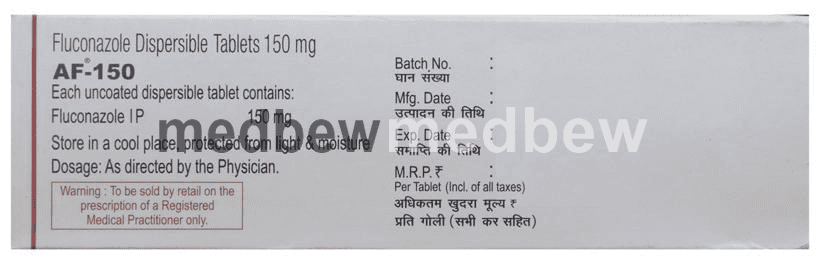 Fluconazole Dispersible Tablets 150 mg
AF®-150
Each uncoated dispersible tablet contains:
Fluconazole I P 150 mg
Store in a cool place, protected from light & moisture
Dosage: As directed by the Physician.
Warning : To be sold by retail on the
prescription of a Registered
Medical Practitioner only.
Batch No. :
घान संख्या
Mfg. Date :
उत्पादन की तिथि
Exp. Date :
समाप्ति की तिथि
M.R.P.₹ :
Per Tablet (Incl. of all taxes)
अधिकतम खुदरा मूल्य ₹
प्रति गोली (सभी कर सहित)
medbew medbew